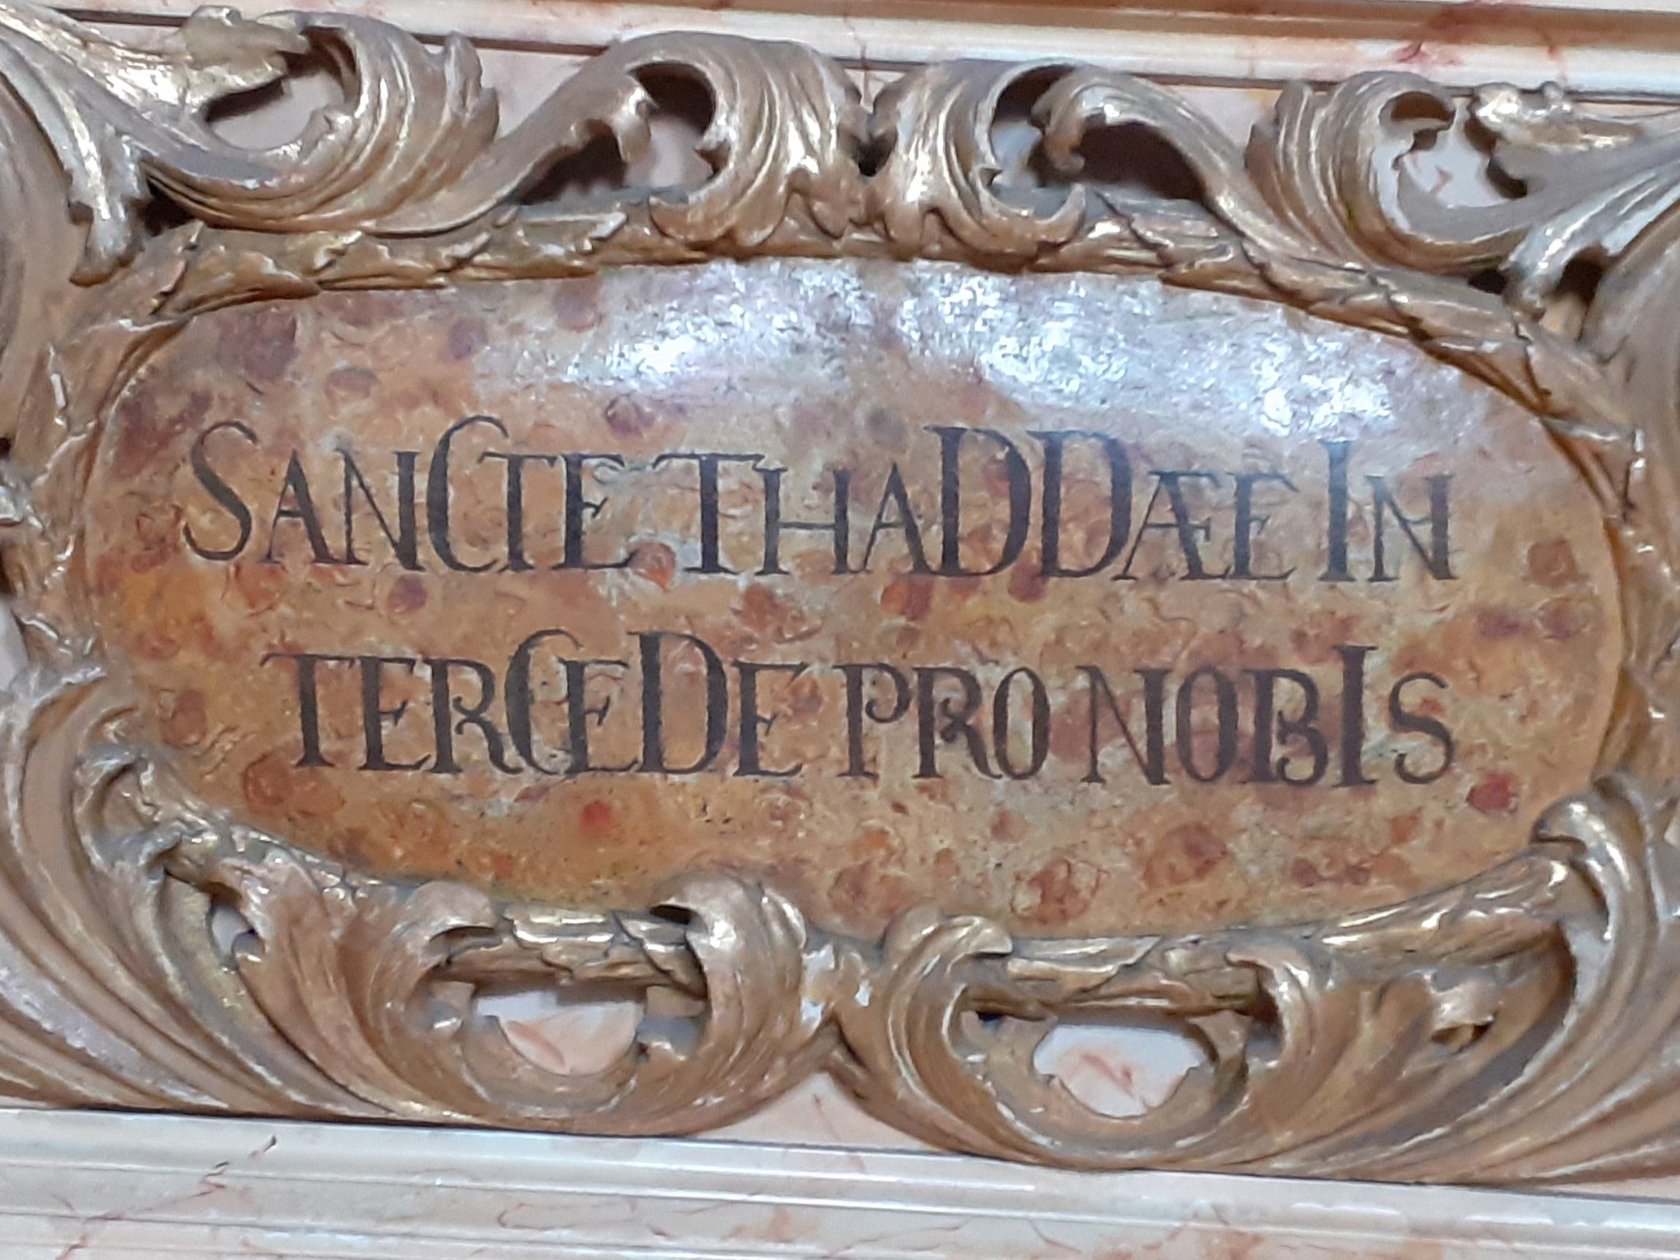 SANCTE THADDÆE IN
TERCEDE PRO NOBIS